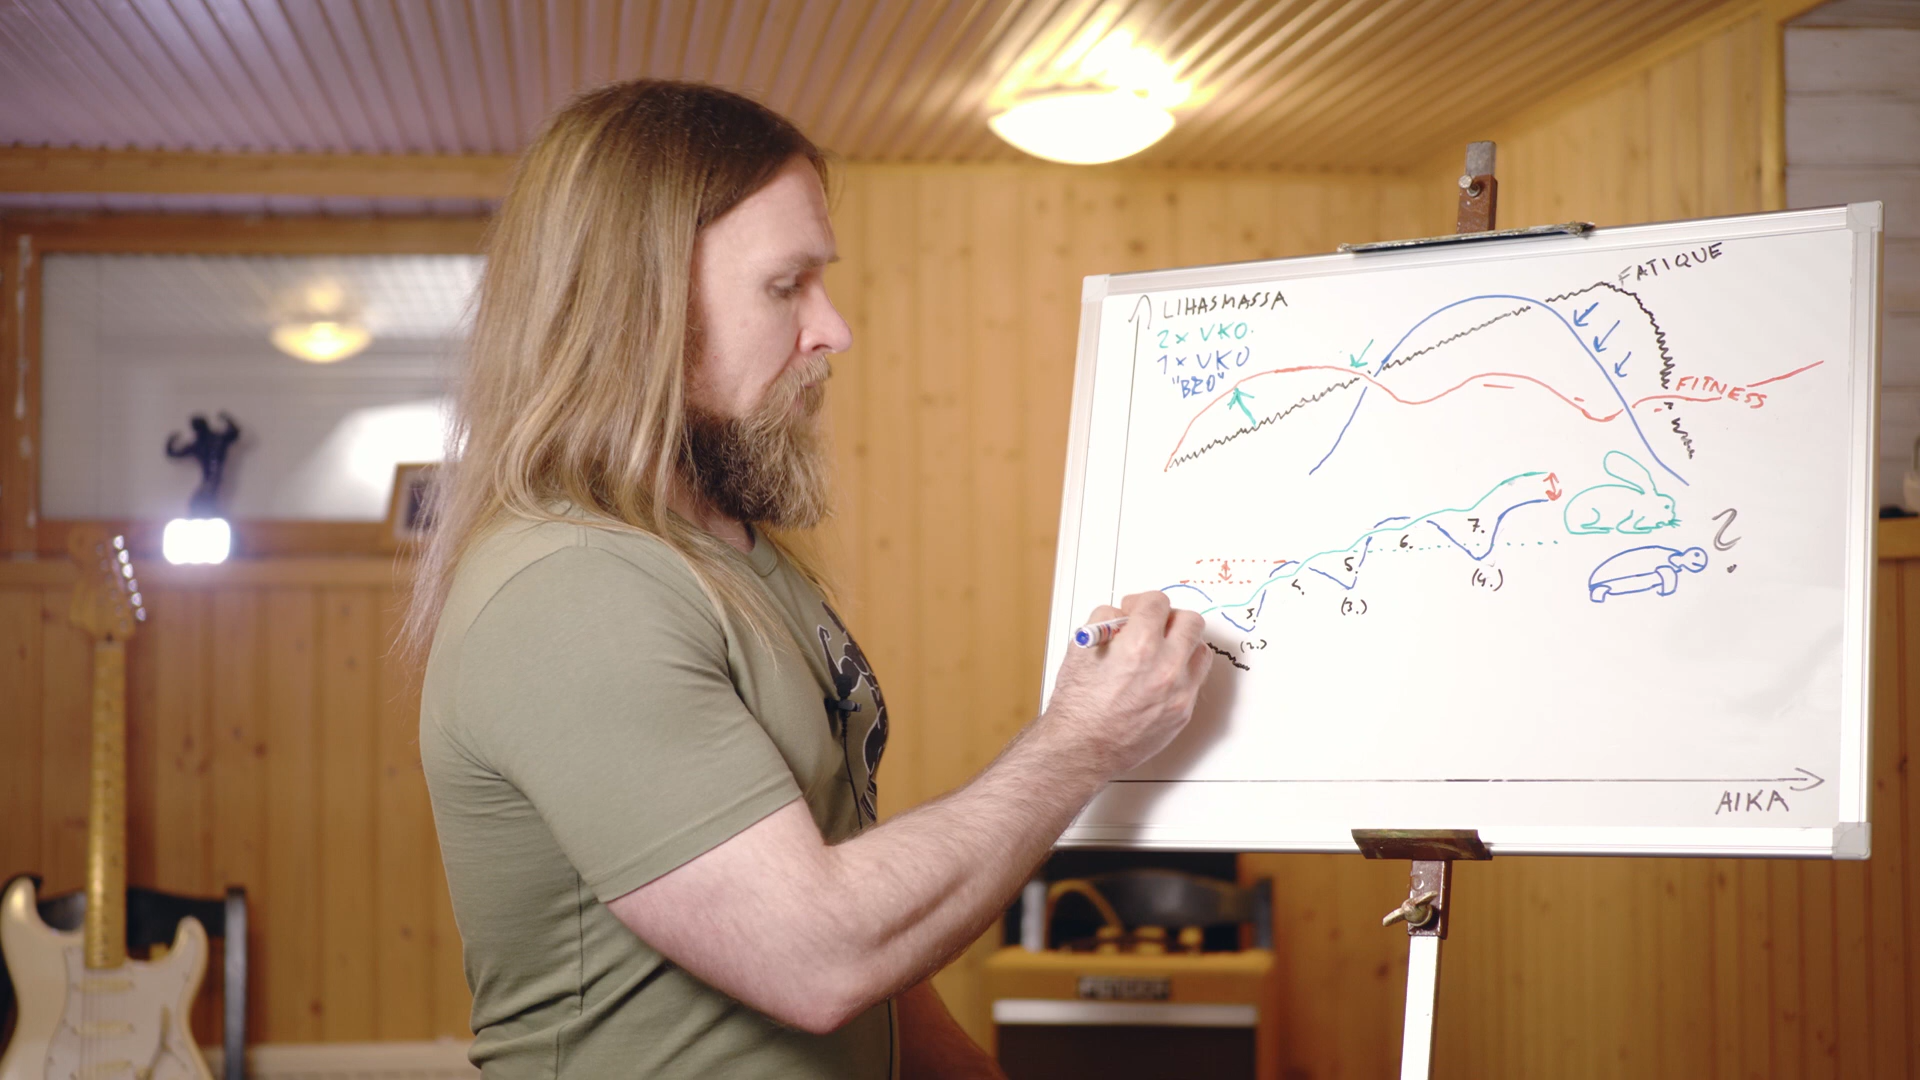 LIHASMASSA
FATIQUE
2x VKO.
1x VKO
"BRO"
FITNESS
7.
6.
5.
4.
3.
(4.)
(3.)
(2.)
?
AIKA